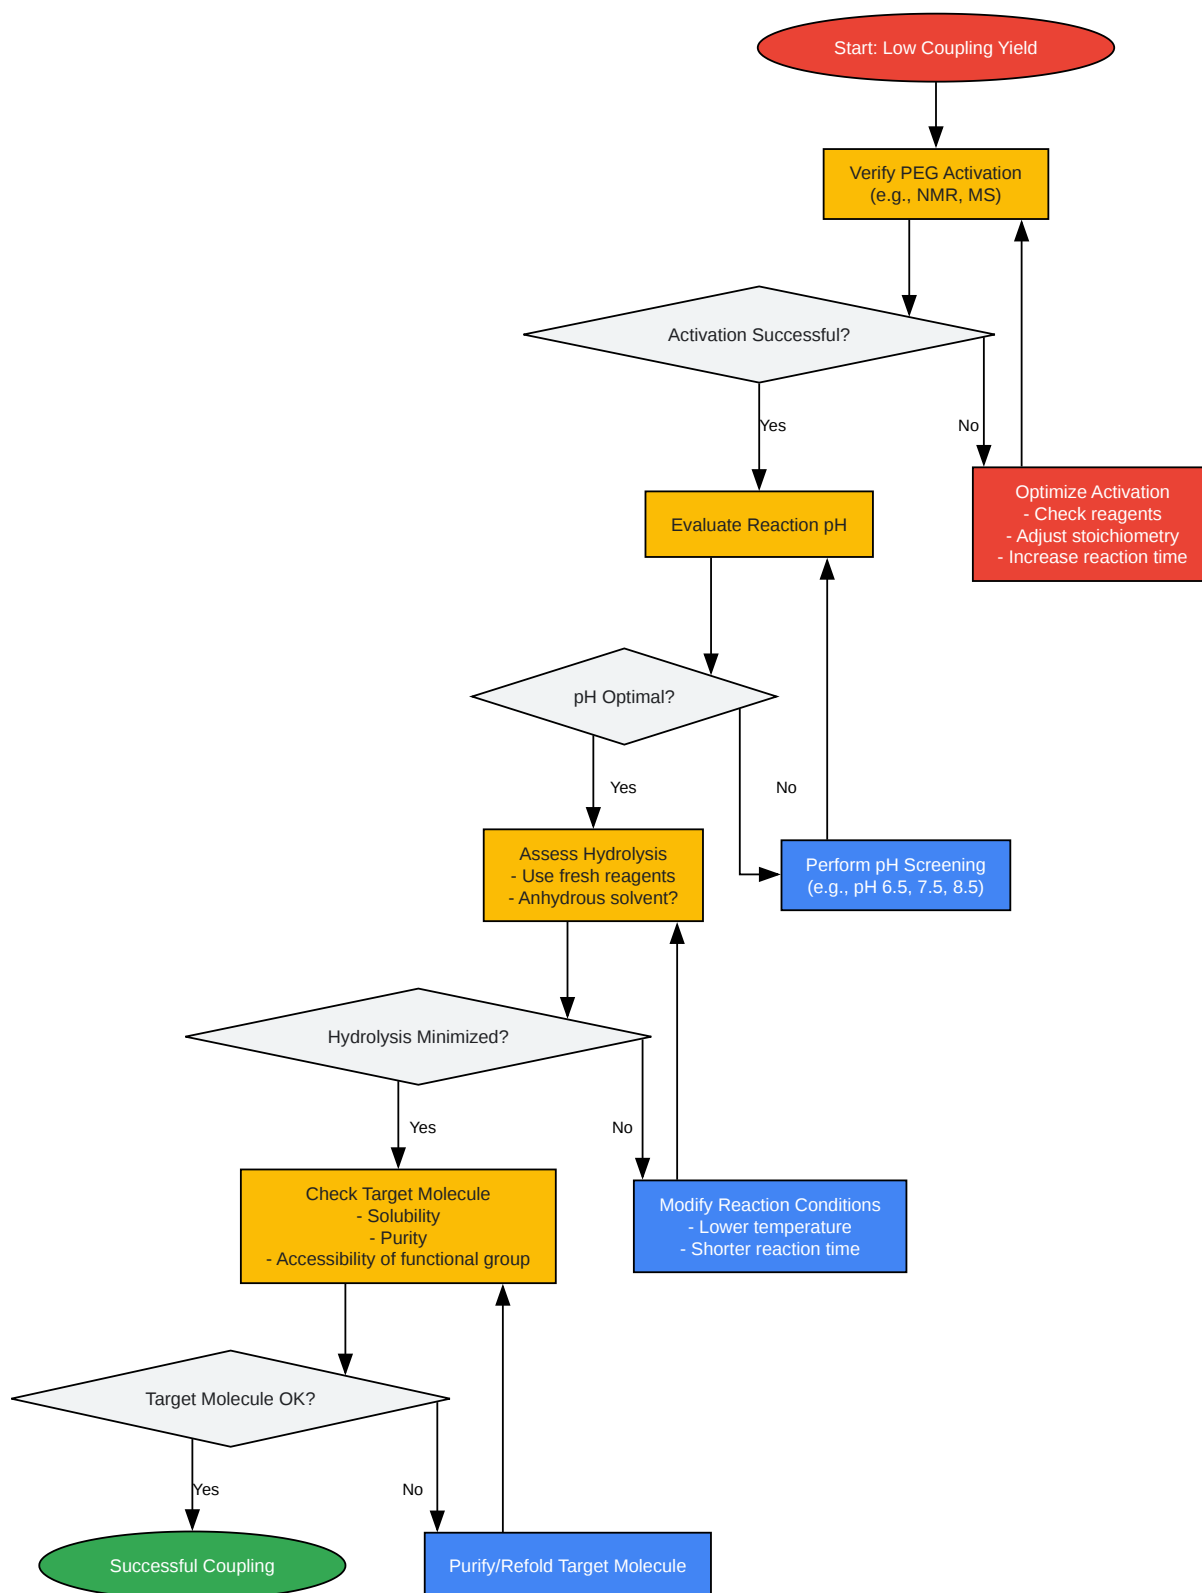 Start: Low Coupling Yield
Verify PEG Activation
(e.g., NMR, MS)
Activation Successful?
Yes
No
Optimize Activation
- Check reagents
- Adjust stoichiometry
- Increase reaction time
Evaluate Reaction pH
pH Optimal?
Yes
No
Assess Hydrolysis
- Use fresh reagents
- Anhydrous solvent?
Perform pH Screening
(e.g., pH 6.5, 7.5, 8.5)
Hydrolysis Minimized?
Yes
No
Check Target Molecule
- Solubility
- Purity
- Accessibility of functional group
Modify Reaction Conditions
- Lower temperature
- Shorter reaction time
Target Molecule OK?
Yes
No
Successful Coupling
Purify/Refold Target Molecule